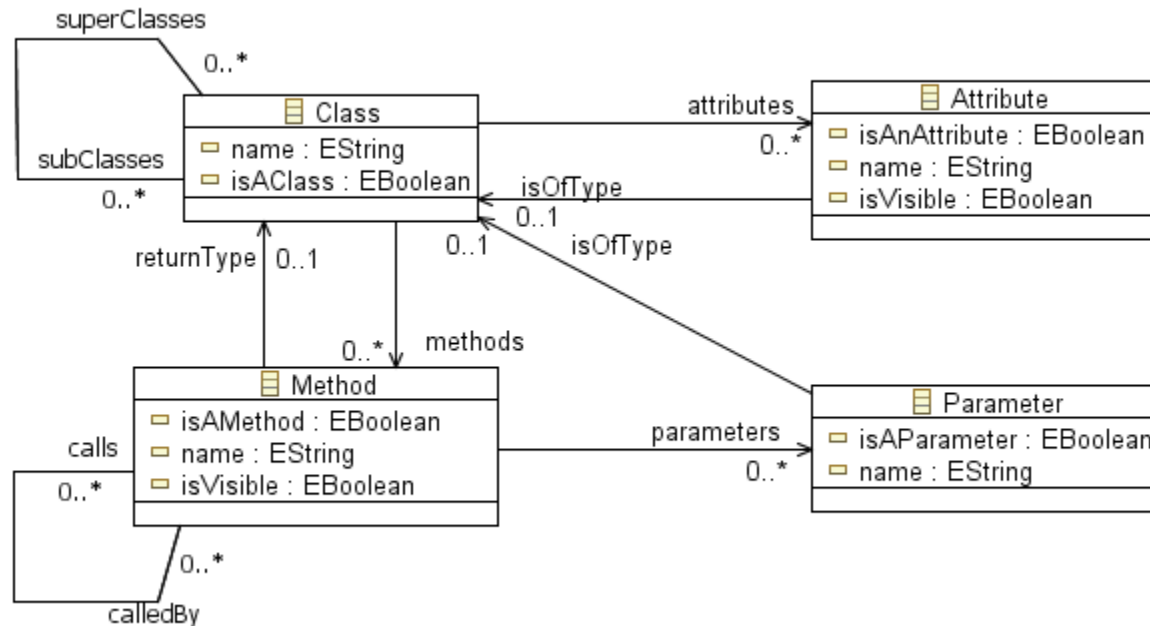 superClasses
0..*
Class
name : EString
isAClass : EBoolean
subClasses
0..*
attributes
0..*
Attribute
isAnAttribute : EBoolean
name : EString
isVisible : EBoolean
isOfType
0..1
0..1
isOfType
returnType
0..1
0..*
methods
Method
isAMethod : EBoolean
name : EString
isVisible : EBoolean
calls
0..*
0..*
calledBy
parameters
0..*
Parameter
isAParameter : EBoolean
name : EString